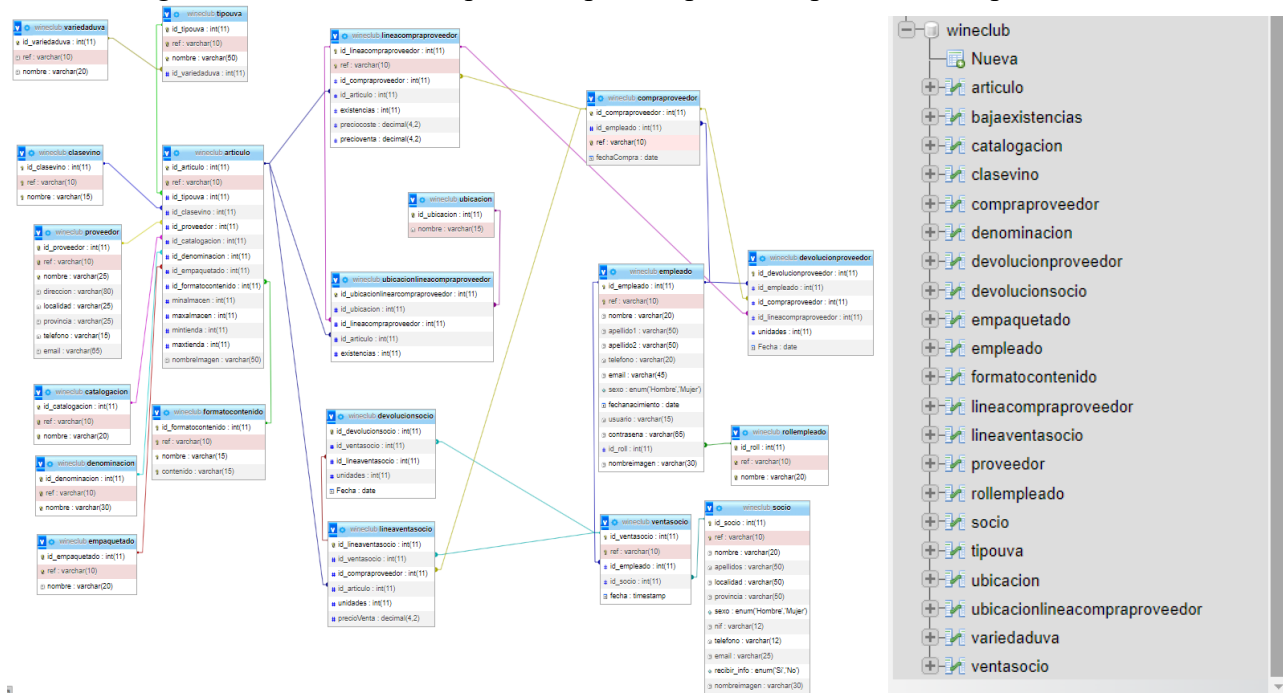 wineclub variedaduva
id_variedaduva : int(11)
ref : varchar(10)
nombre : varchar(20)
wineclub tipouva
id_tipouva : int(11)
ref : varchar(10)
nombre : varchar(50)
id_variedaduva : int(11)
wineclub lineacompraproveedor
id_lineacompraproveedor : int(11)
ref : varchar(10)
id_compraproveedor : int(11)
id_articulo : int(11)
existencias : int(11)
preciocoste : decimal(4,2)
precioventa : decimal(4,2)
wineclub compraproveedor
id_compraproveedor : int(11)
id_empleado : int(11)
ref : varchar(10)
fechaCompra : date
wineclub clasevino
id_clasevino : int(11)
ref : varchar(10)
nombre : varchar(15)
wineclub articulo
id_articulo : int(11)
ref : varchar(10)
id_tipouva : int(11)
id_clasevino : int(11)
id_proveedor : int(11)
id_catalogacion : int(11)
id_denominacion : int(11)
id_empaquetado : int(11)
id_formatocontenido : int(11)
minalmacen : int(11)
maxalmacen : int(11)
mintienda : int(11)
maxtienda : int(11)
nombreImagen : varchar(50)
wineclub ubicacion
id_ubicacion : int(11)
nombre : varchar(15)
wineclub proveedor
id_proveedor : int(11)
ref : varchar(10)
nombre : varchar(25)
direccion : varchar(80)
localidad : varchar(25)
provincia : varchar(25)
telefono : varchar(15)
email : varchar(65)
wineclub ubicacionlineacompraproveedor
id_ubicacionlinearcompraproveedor : int(11)
id_ubicacion : int(11)
id_lineacompraproveedor : int(11)
id_articulo : int(11)
existencias : int(11)
wineclub empleado
id_empleado : int(11)
ref : varchar(10)
nombre : varchar(20)
apellido1 : varchar(50)
apellido2 : varchar(50)
telefono : varchar(20)
email : varchar(45)
sexo : enum('Hombre','Mujer')
fechanacimiento : date
usuario : varchar(15)
contrasena : varchar(65)
id_roll : int(11)
nombreimagen : varchar(30)
wineclub devolucionproveedor
id_devolucionproveedor : int(11)
id_empleado : int(11)
id_compraproveedor : int(11)
id_lineacompraproveedor : int(11)
unidades : int(11)
Fecha : date
wineclub catalogacion
id_catalogacion : int(11)
ref : varchar(10)
nombre : varchar(20)
wineclub formatocontenido
id_formatocontenido : int(11)
ref : varchar(10)
nombre : varchar(15)
contenido : varchar(15)
wineclub devolucionsocio
id_devolucionsocio : int(11)
id_ventasocio : int(11)
id_lineaventasocio : int(11)
unidades : int(11)
Fecha : date
wineclub rollempleado
id_roll : int(11)
ref : varchar(10)
nombre : varchar(20)
wineclub denominacion
id_denominacion : int(11)
ref : varchar(10)
nombre : varchar(30)
wineclub empaquetado
id_empaquetado : int(11)
ref : varchar(10)
nombre : varchar(20)
wineclub lineaventasocio
id_lineaventasocio : int(11)
id_ventasocio : int(11)
id_compraproveedor : int(11)
id_articulo : int(11)
unidades : int(11)
precioVenta : decimal(4,2)
wineclub ventasocio
id_ventasocio : int(11)
ref : varchar(10)
id_empleado : int(11)
id_socio : int(11)
fecha : timestamp
wineclub socio
id_socio : int(11)
ref : varchar(10)
nombre : varchar(20)
apellidos : varchar(50)
localidad : varchar(50)
provincia : varchar(50)
sexo : enum('Hombre','Mujer')
nif : varchar(12)
telefono : varchar(12)
email : varchar(25)
recibir_info : enum('Sí','No')
nombreimagen : varchar(30)
wineclub
Nueva
articulo
bajaexistencias
catalogacion
clasevino
compraproveedor
denominacion
devolucionproveedor
devolucionsocio
empaquetado
empleado
formatocontenido
lineacompraproveedor
lineaventasocio
proveedor
rollempleado
socio
tipouva
ubicacion
ubicacionlineacompraproveedor
variedaduva
ventasocio